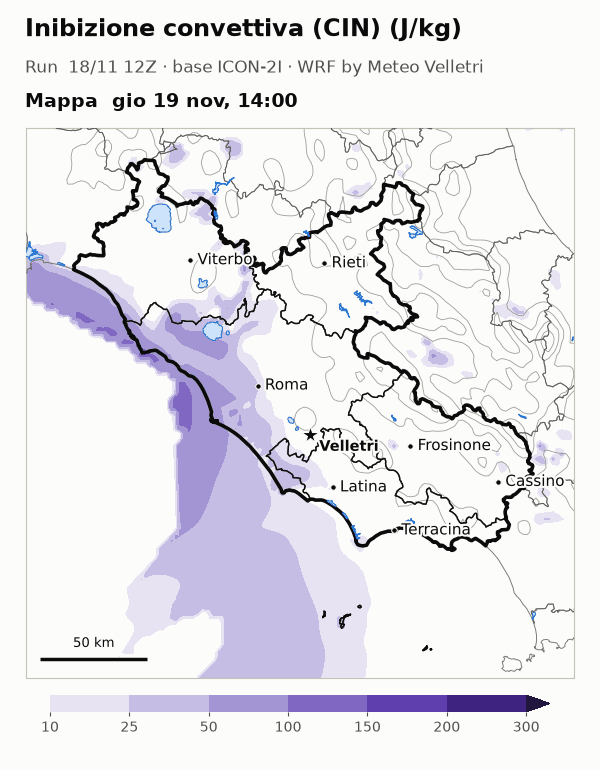 Inibizione convettiva (CIN) (J/kg)
Run  18/11 12Z · base ICON-2I · WRF by Meteo Velletri
Mappa  gio 19 nov, 14:00
Viterbo
Rieti
Roma
Velletri
Frosinone
Cassino
Latina
Terracina
50 km
10 25 50 100 150 200 300